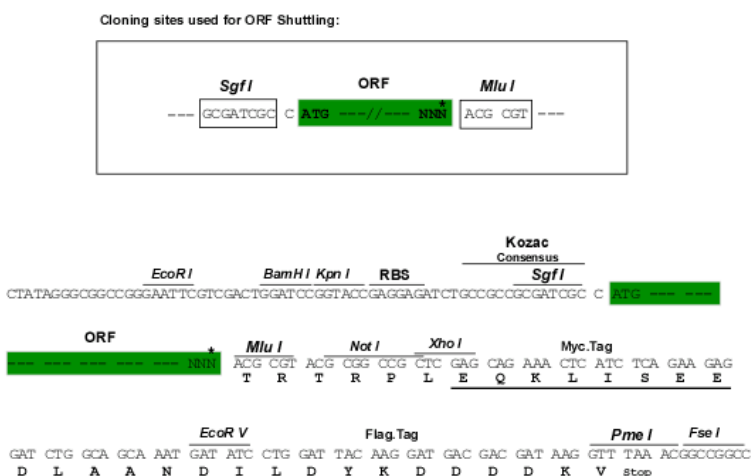 Cloning sites used for ORF Shuttling:
Sgf I ORF Mlu I
--- GCGATCGC C ATG ---//--- NNN* ACG CGT ---
Kozac
Consensus
EcoR I BamH I Kpn I RBS Sgf I
CTATAGGGCGGCCGGGAATTCGTCGACTGGATCCGGTACCGAGGAGATCTGCCGCCGCGATCGC C ATG --- ---
ORF
Mlu I Not I Xho I Myc.Tag
--- --- --- --- --- --- NNN* ACG CGT ACG CGG CCG CTC GAG CAG AAA CTC ATC TCA GAA GAG
T R T R P L E Q K L I S E E
EcoR V Flag.Tag Pme I Fse I
GAT CTG GCA GCA AAT GAT ATC CTG GAT TAC AAG GAT GAC GAC GAT AAG GTT TAA ACGGCCGGCC
D L A A N D I L D Y K D D D D K V Stop